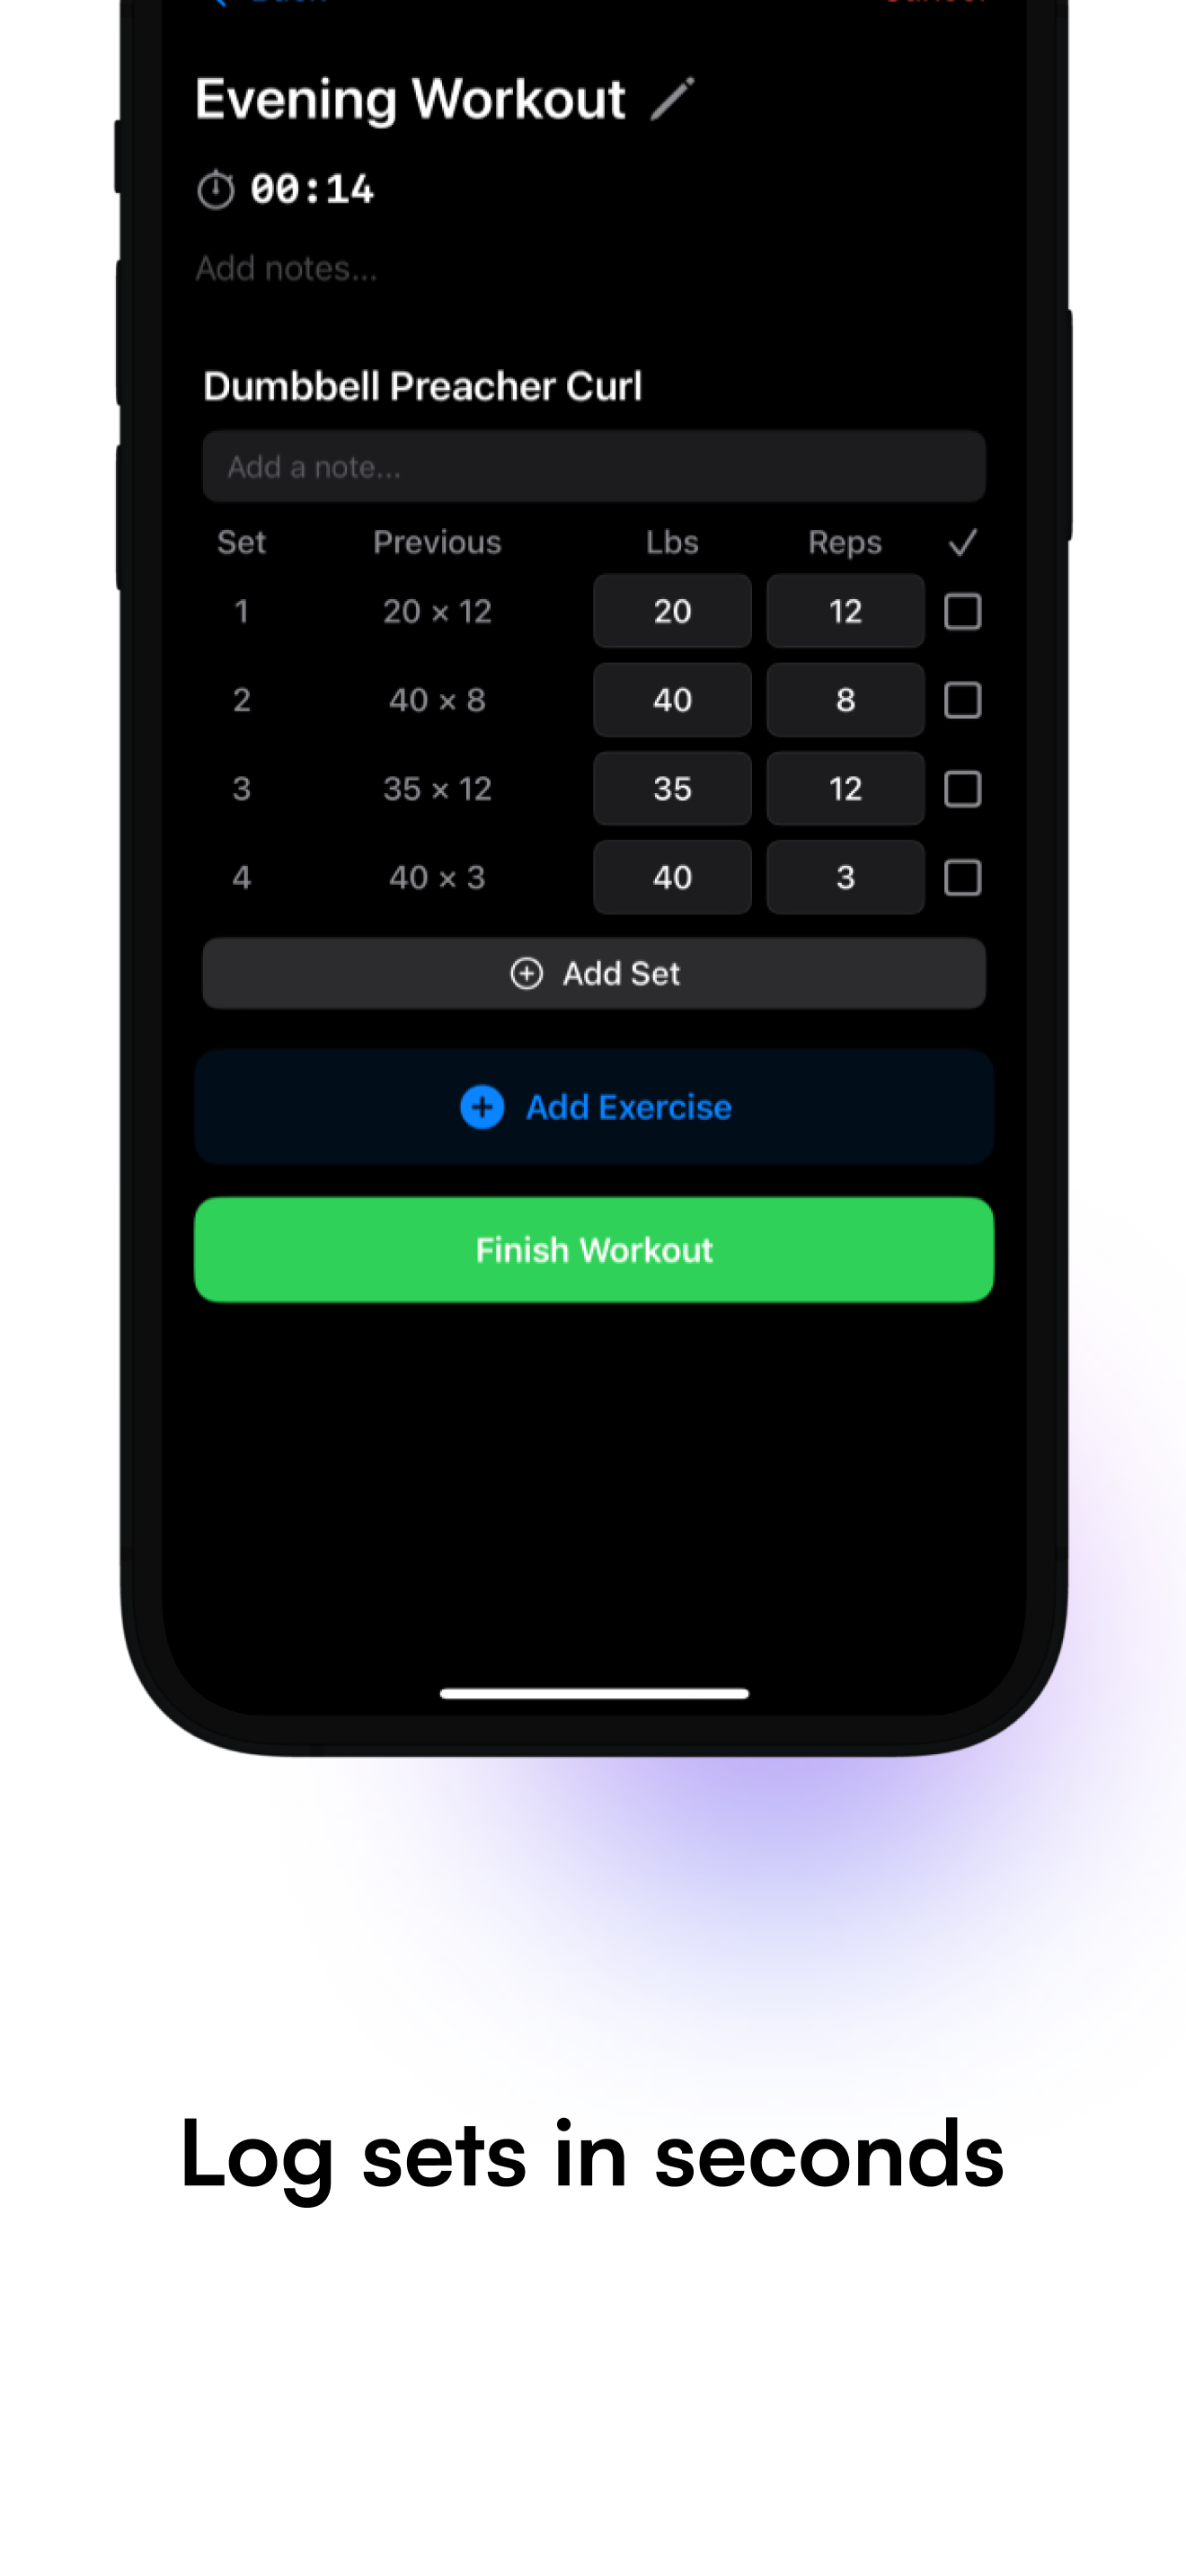 Evening Workout
00:14
Add notes...
Dumbbell Preacher Curl
Add a note...
Set Previous Lbs Reps ✓
1 20 × 12 20 12
2 40 × 8 40 8
3 35 × 12 35 12
4 40 × 3 40 3
Add Set
Add Exercise
Finish Workout
Log sets in seconds